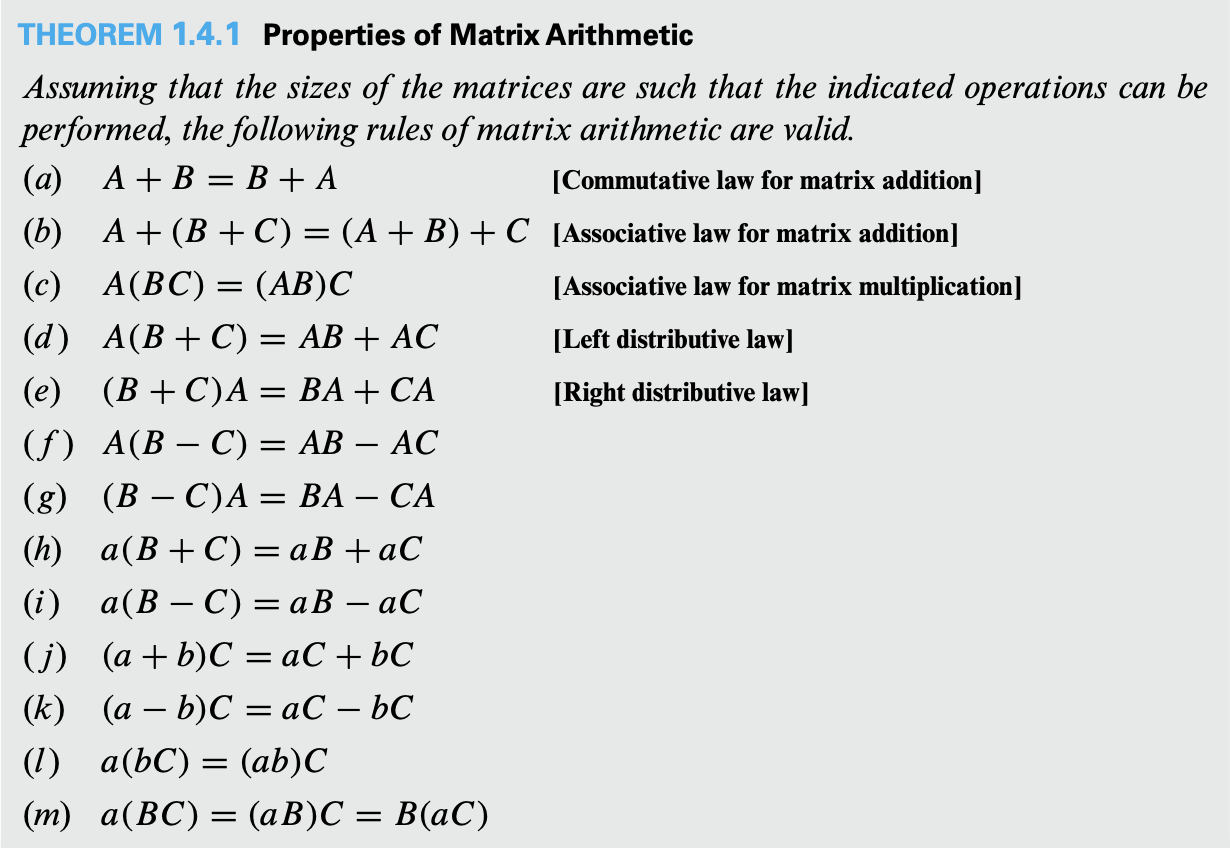 THEOREM 1.4.1 Properties of Matrix Arithmetic
Assuming that the sizes of the matrices are such that the indicated operations can be
performed, the following rules of matrix arithmetic are valid.
(a) A + B = B + A [Commutative law for matrix addition]
(b) A + (B + C) = (A + B) + C [Associative law for matrix addition]
(c) A(BC) = (AB)C [Associative law for matrix multiplication]
(d) A(B + C) = AB + AC [Left distributive law]
(e) (B + C)A = BA + CA [Right distributive law]
(f) A(B − C) = AB − AC
(g) (B − C)A = BA − CA
(h) a(B + C) = aB + aC
(i) a(B − C) = aB − aC
(j) (a + b)C = aC + bC
(k) (a − b)C = aC − bC
(l) a(bC) = (ab)C
(m) a(BC) = (aB)C = B(aC)